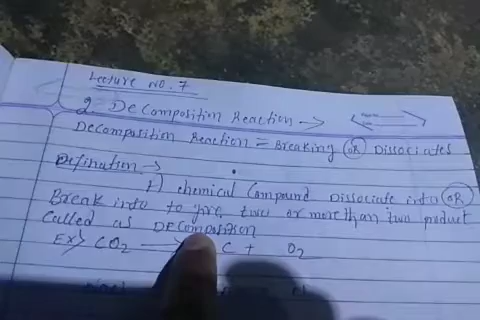 Lecture NO. 7
2. Decomposition Reaction →
Decomposition Reaction = Breaking OR Dissociates
Defination →
1) chemical compound Dissociate into OR
Break into to give, two or more than two product
called as DEcomposition
Ex> CO2 → C + O2